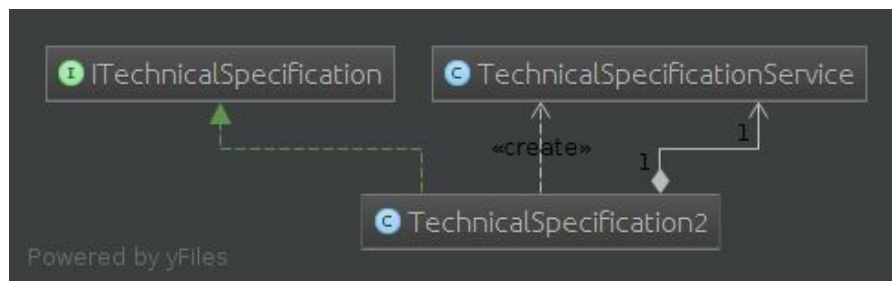 I ITechnicalSpecification
C TechnicalSpecificationService
«create»
1
1
C TechnicalSpecification2
Powered by yFiles